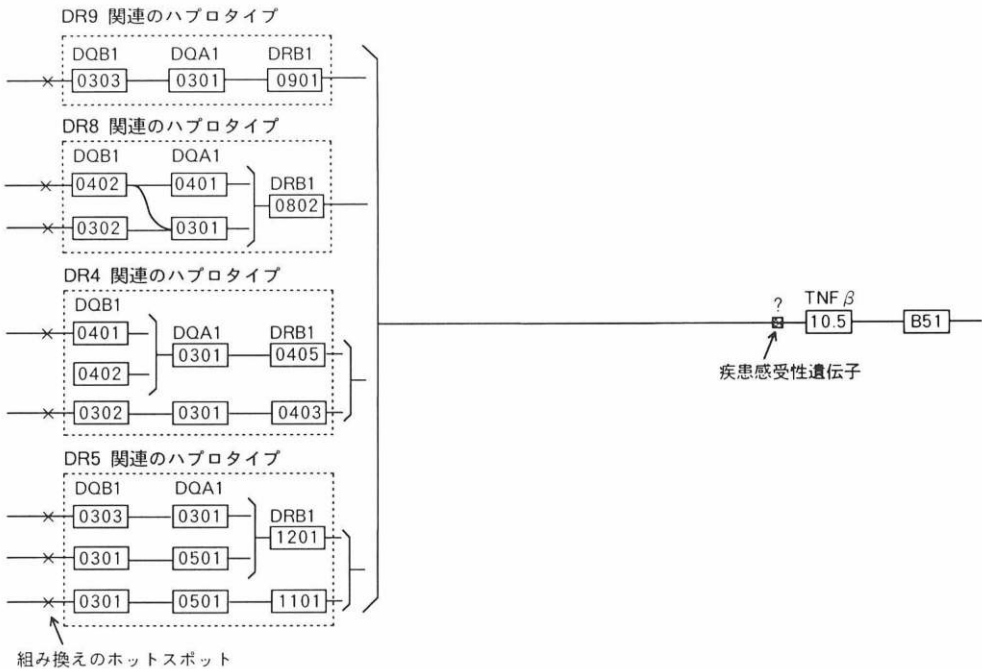 DR9 関連のハプロタイプ
DQB1 DQA1 DRB1
0303 0301 0901
DR8 関連のハプロタイプ
DQB1 DQA1
0402 0401 DRB1
0802
0302 0301
DR4 関連のハプロタイプ
DQB1
0401 DQA1 DRB1
0301 0405
0402
0302 0301 0403
? TNF β
10.5 B51
疾患感受性遺伝子
DR5 関連のハプロタイプ
DQB1 DQA1
0303 0301 DRB1
1201
0301 0501
0301 0501 1101
組み換えのホットスポット